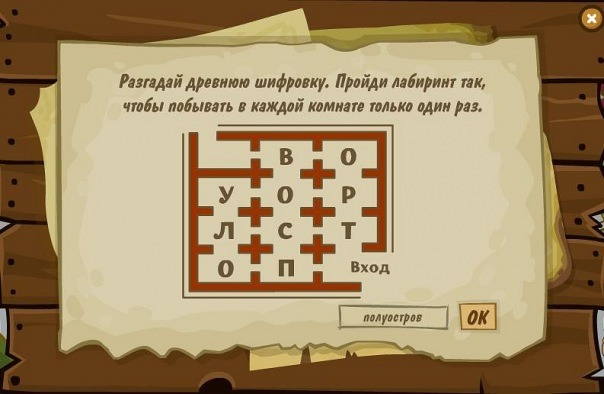 Разгадай древнюю шифровку. Пройди лабиринт так,
чтобы побывать в каждой комнате только один раз.
В О
У О Р
Л С Т
О П Вход
полуостров OK